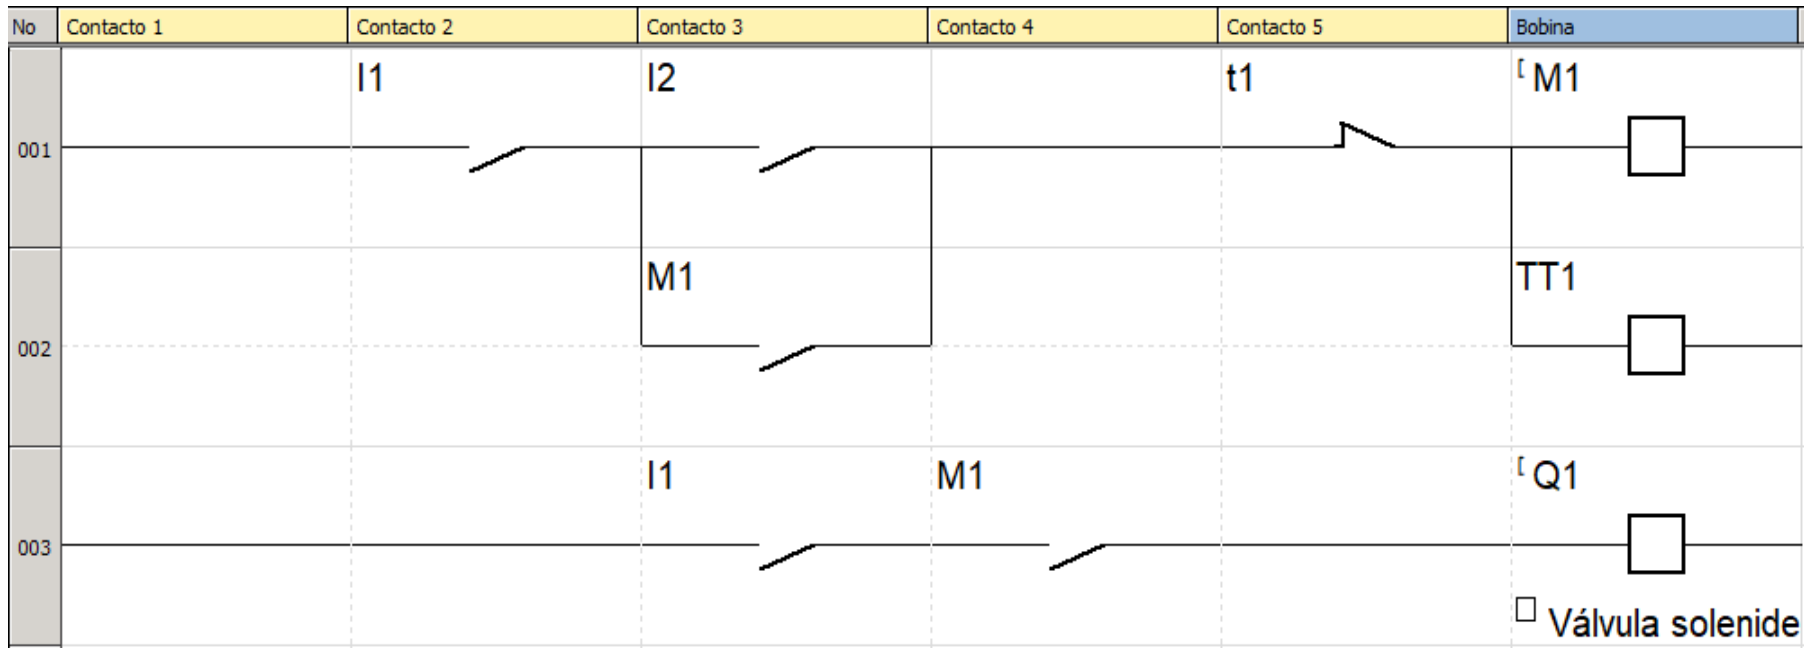 No Contacto 1 Contacto 2 Contacto 3 Contacto 4 Contacto 5 Bobina
I1 I2 t1 [ M1
001
M1 TT1
002
I1 M1 [ Q1
003
Válvula solenide